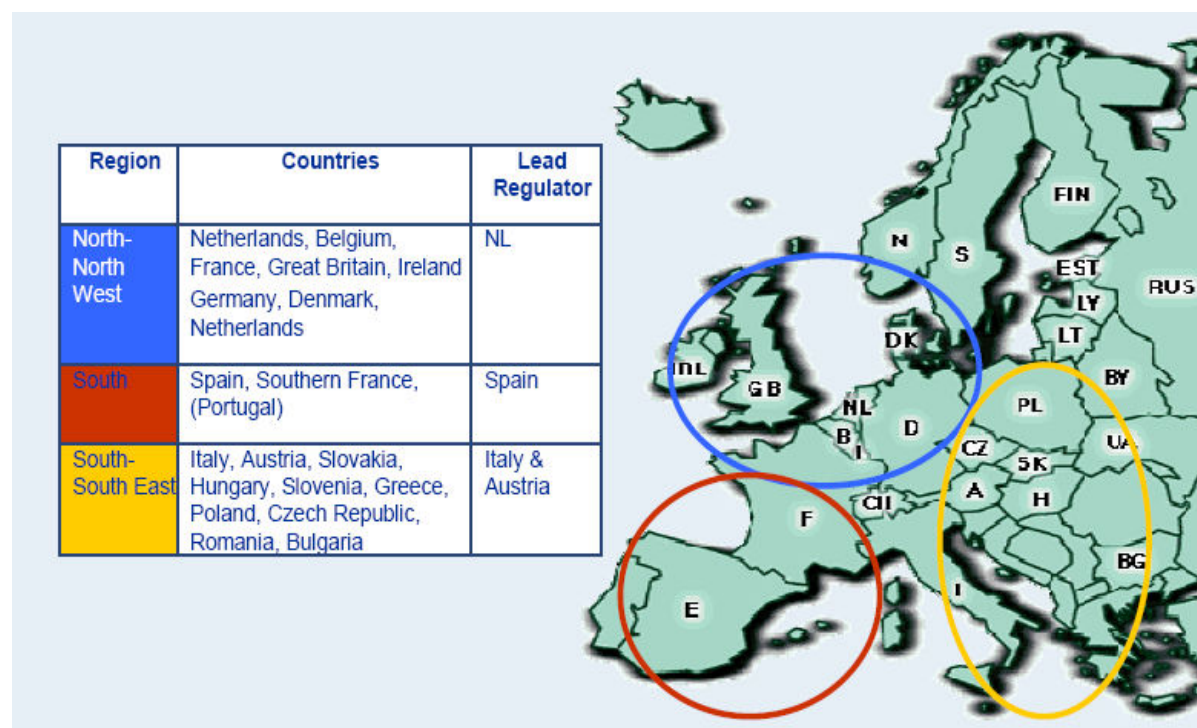 Region
Countries
Lead
Regulator
North-
North
West
Netherlands, Belgium,
France, Great Britain, Ireland
Germany, Denmark,
Netherlands
NL
South
Spain, Southern France,
(Portugal)
Spain
South-
South East
Italy, Austria, Slovakia,
Hungary, Slovenia, Greece,
Poland, Czech Republic,
Romania, Bulgaria
Italy &
Austria
FIN
N
S
EST
RUS
LV
LT
DK
IRL
GB
BY
NL
PL
B
D
L
CZ
UA
SK
A
H
CH
F
BG
I
E